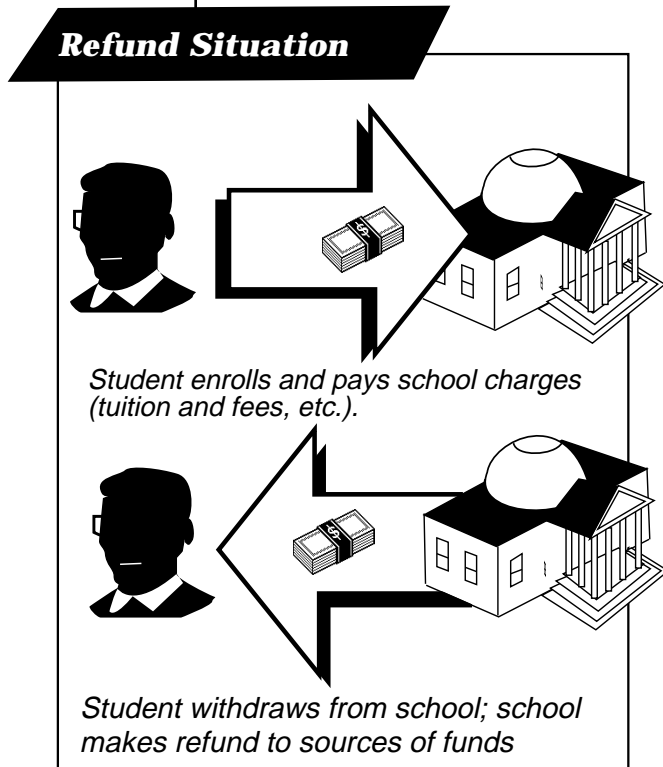 Refund Situation
Student enrolls and pays school charges
(tuition and fees, etc.).
Student withdraws from school; school
makes refund to sources of funds